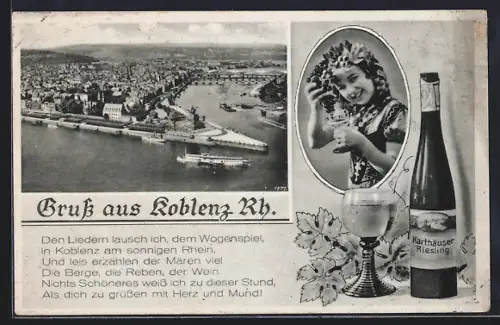 1977
Gruß aus Koblenz Rh.
Den Liedern lausch ich, dem Wogenspiel,
in Koblenz am sonnigen Rhein,
Und leis erzählen der Mären viel
Die Berge, die Reben, der Wein.
Nichts Schöneres weiß ich zu dieser Stund,
Als dich zu grüßen mit Herz und Mund!
Karthäuser
Riesling